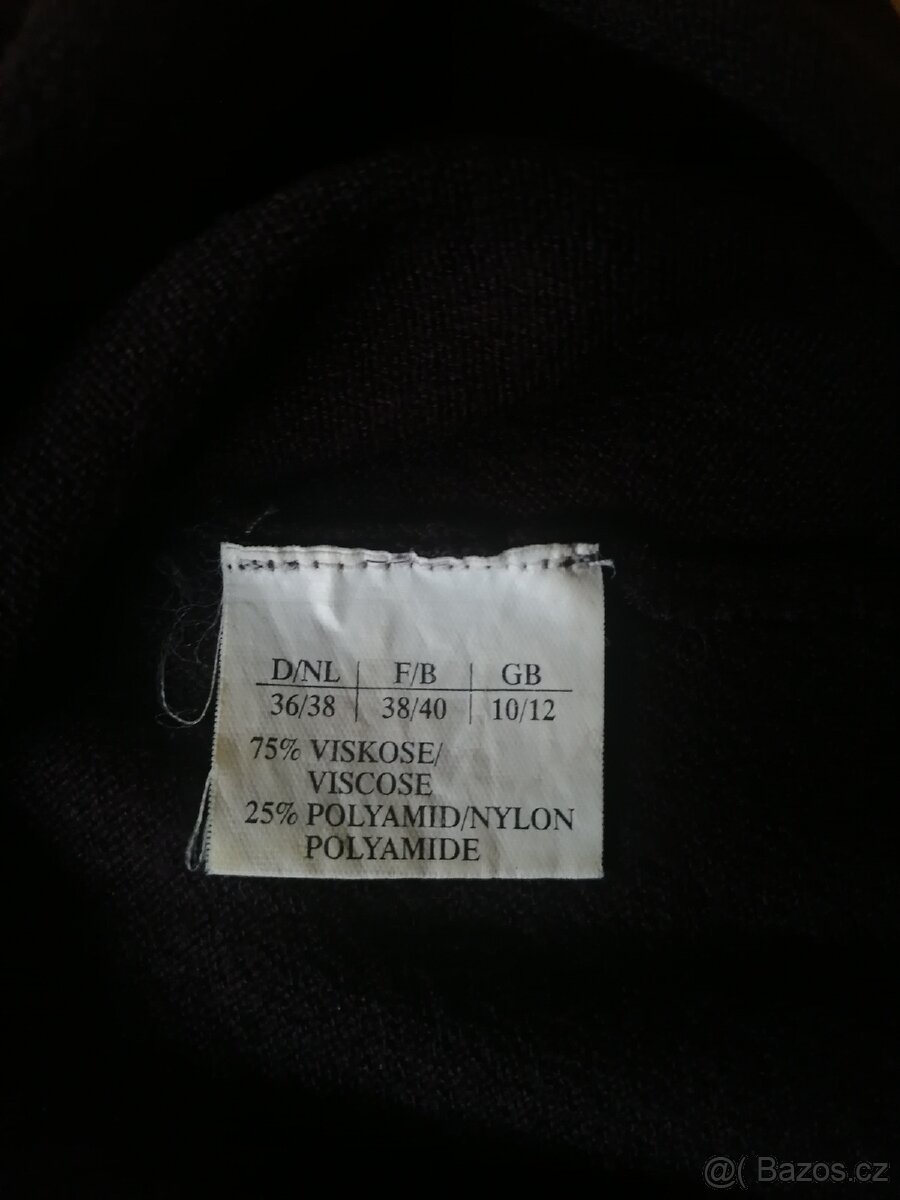 D/NL | F/B | GB
36/38 | 38/40 | 10/12
75% VISKOSE/
VISCOSE
25% POLYAMID/NYLON
POLYAMIDE
@( Bazos.cz